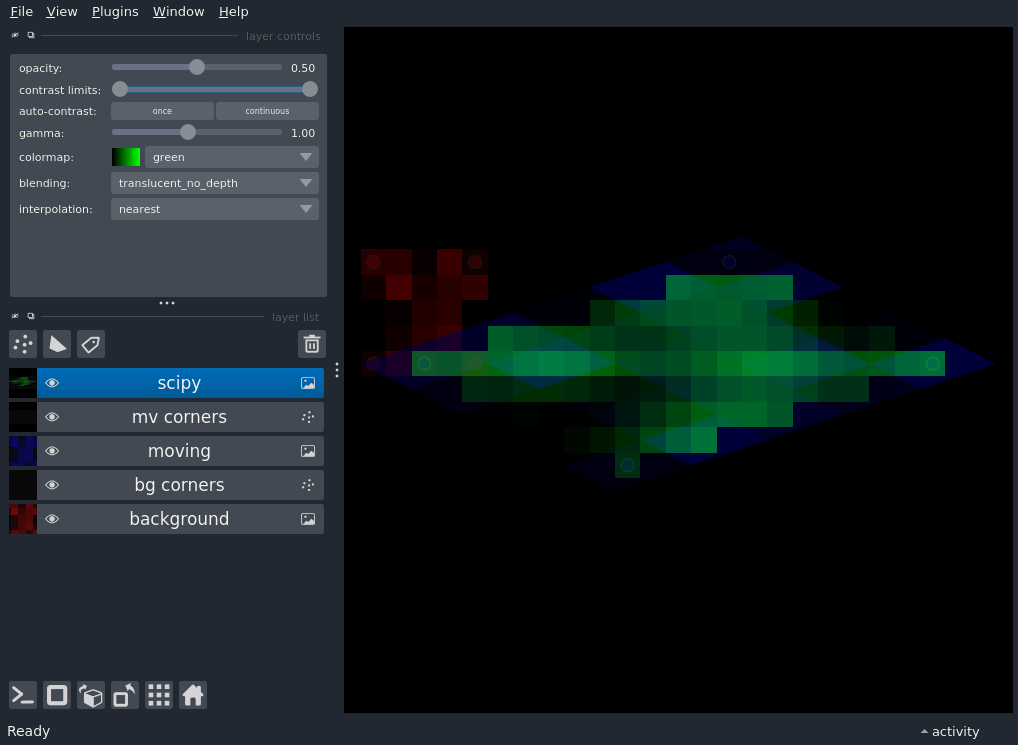 File View Plugins Window Help
layer controls
opacity: 0.50
contrast limits:
auto-contrast: once continuous
gamma: 1.00
colormap: green
blending: translucent_no_depth
interpolation: nearest
layer list
scipy
mv corners
moving
bg corners
background
Ready activity